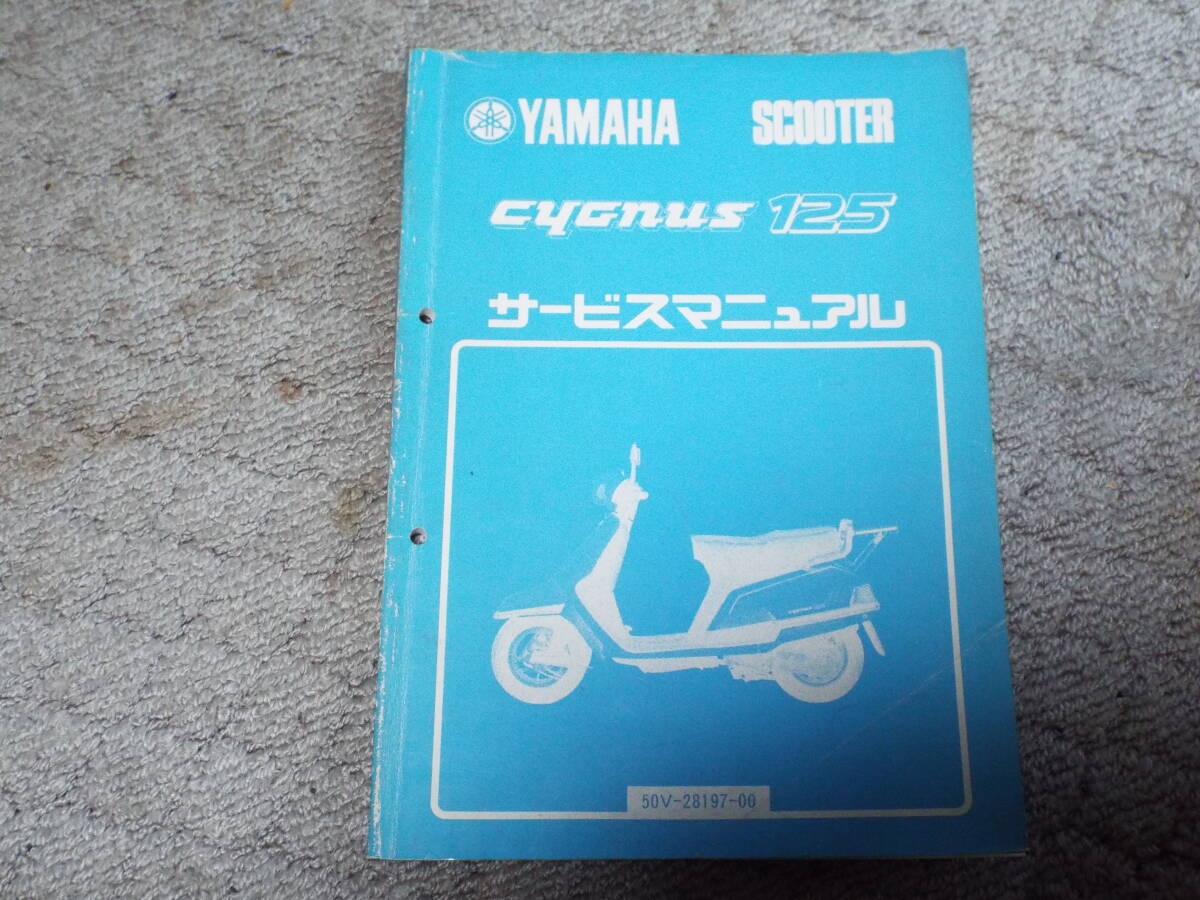 YAMAHA SCOOTER
cygnus 125
サービスマニュアル
50V-28197-00